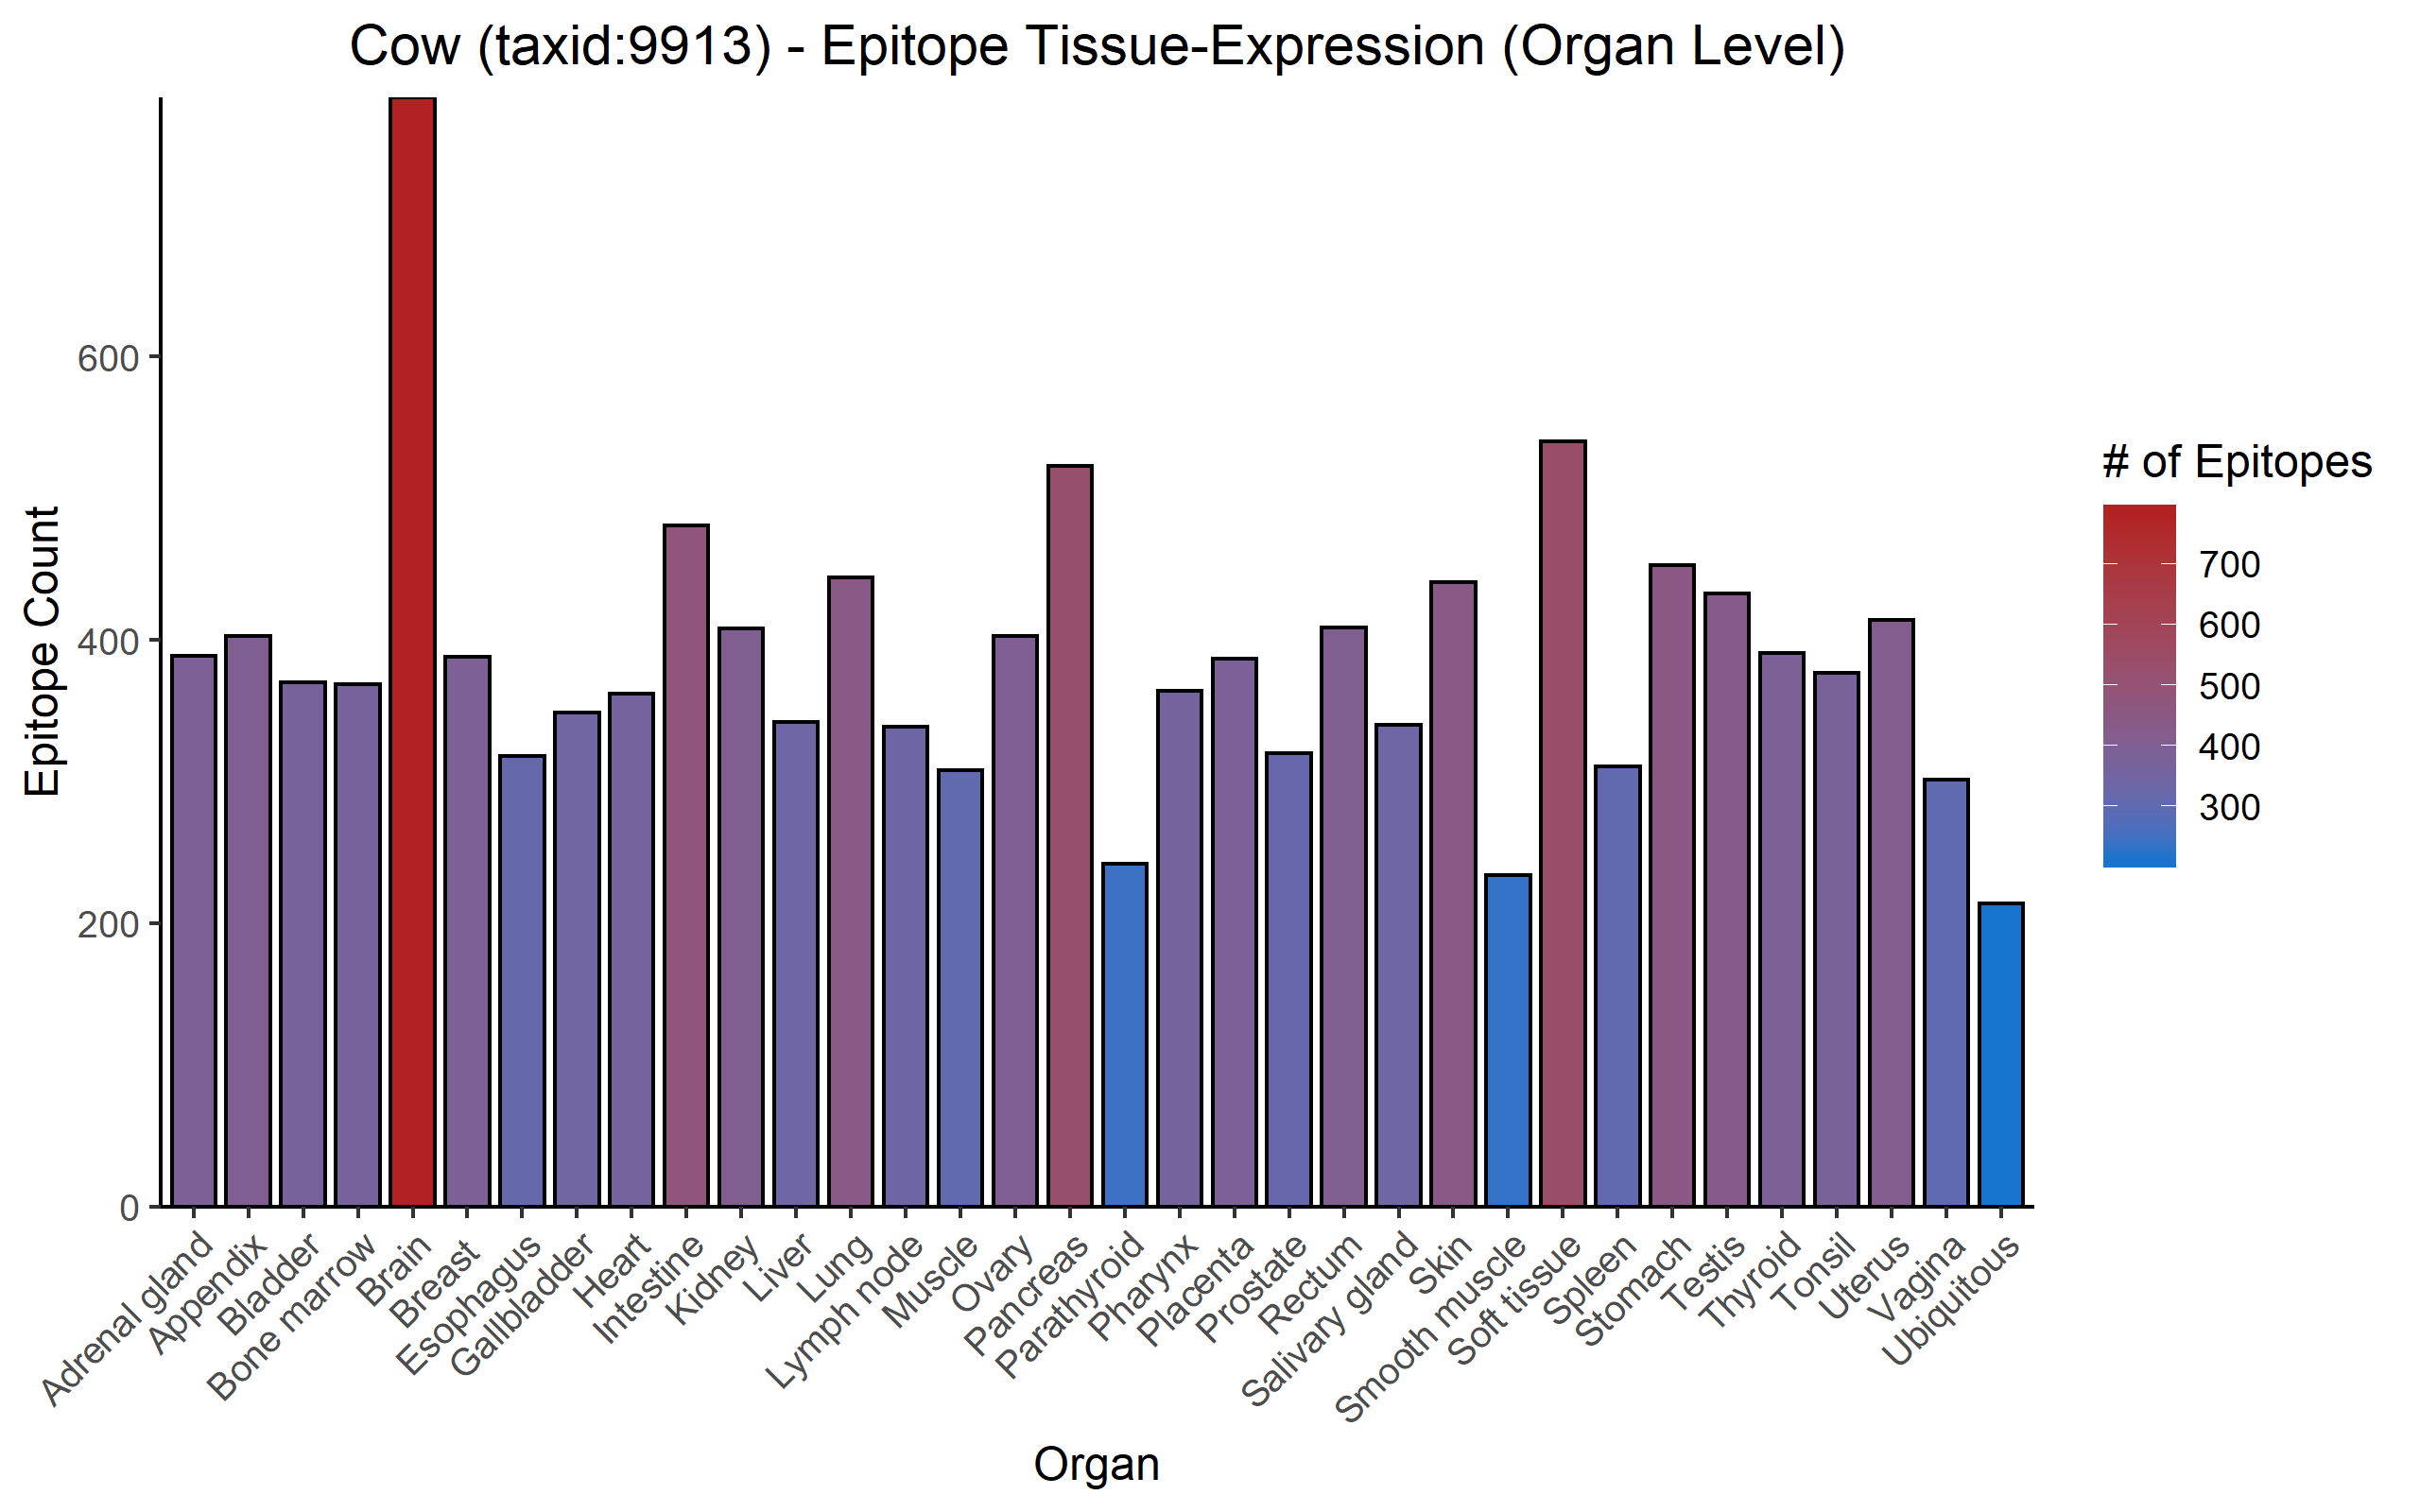 Cow (taxid:9913) - Epitope Tissue-Expression (Organ Level)
Epitope Count
600
400
200
0
Adrenal gland
Appendix
Bladder
Bone marrow
Brain
Breast
Esophagus
Gallbladder
Heart
Intestine
Kidney
Liver
Lung
Lymph node
Muscle
Ovary
Pancreas
Parathyroid
Pharynx
Placenta
Prostate
Rectum
Salivary gland
Skin
Smooth muscle
Soft tissue
Spleen
Stomach
Testis
Thyroid
Tonsil
Uterus
Vagina
Ubiquitous
Organ
# of Epitopes
700
600
500
400
300